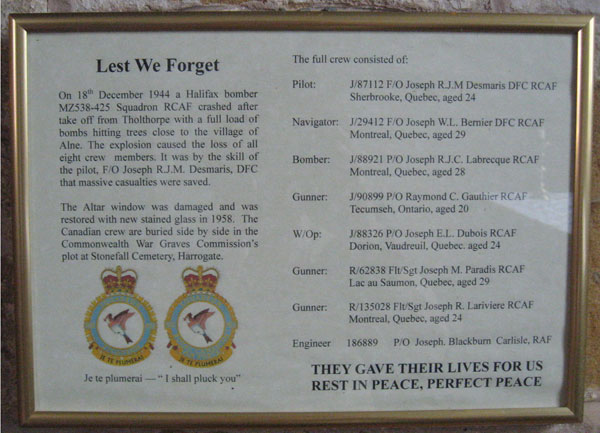 Lest We Forget
On 18th December 1944 a Halifax bomber
MZ538-425 Squadron RCAF crashed after
take off from Tholthorpe with a full load of
bombs hitting trees close to the village of
Alne. The explosion caused the loss of all
eight crew members. It was by the skill of
the pilot, F/O Joseph R.J.M. Desmaris, DFC
that massive casualties were saved.
The Altar window was damaged and was
restored with new stained glass in 1958. The
Canadian crew are buried side by side in the
Commonwealth War Graves Commission's
plot at Stonefall Cemetery, Harrogate.
JE TE PLUMERAI JE TE PLUMERAI
Je te plumerai — " I shall pluck you"
The full crew consisted of:
Pilot: J/87112 F/O Joseph R.J.M Desmaris DFC RCAF
Sherbrooke, Quebec, aged 24
Navigator: J/29412 F/O Joseph W.L. Bernier DFC RCAF
Montreal, Quebec, aged 29
Bomber: J/88921 P/O Joseph R.J.C. Labrecque RCAF
Montreal, Quebec, aged 28
Gunner: J/90899 P/O Raymond C. Gauthier RCAF
Tecumseh, Ontario, aged 20
W/Op: J/88326 P/O Joseph E.L. Dubois RCAF
Dorion, Vaudreuil, Quebec. aged 24
Gunner: R/62838 Flt/Sgt Joseph M. Paradis RCAF
Lac au Saumon, Quebec, aged 29
Gunner: R/135028 Flt/Sgt Joseph R. Lariviere RCAF
Montreal, Quebec, aged 24
Engineer 186889 P/O Joseph. Blackburn Carlisle, RAF
THEY GAVE THEIR LIVES FOR US
REST IN PEACE, PERFECT PEACE